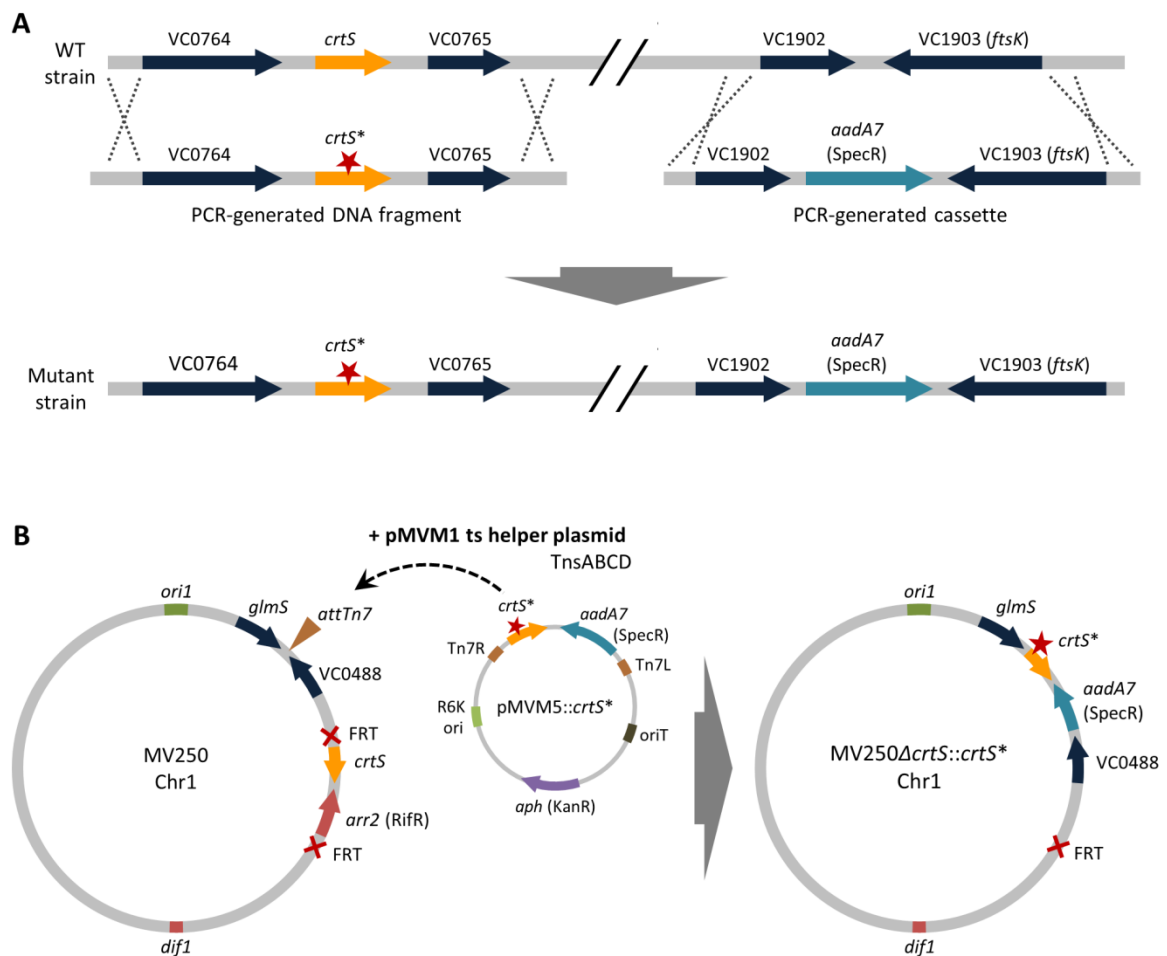 A
WT
strain
VC0764
crtS
VC0765
VC1902
VC1903 (ftsK)
VC0764
crtS*
VC0765
VC1902
aadA7
(SpecR)
VC1903 (ftsK)
PCR-generated DNA fragment
PCR-generated cassette
Mutant
strain
VC0764
crtS*
VC0765
VC1902
aadA7
(SpecR)
VC1903 (ftsK)
B
+ pMVM1 ts helper plasmid
TnsABCD
ori1
glmS
attTn7
VC0488
FRT
crtS
arr2 (RifR)
FRT
dif1
MV250
Chr1
crtS*
aadA7
(SpecR)
Tn7R
Tn7L
R6K
ori
pMVM5::crtS*
oriT
aph (KanR)
ori1
glmS
crtS*
aadA7
(SpecR)
VC0488
FRT
dif1
MV250ΔcrtS::crtS*
Chr1